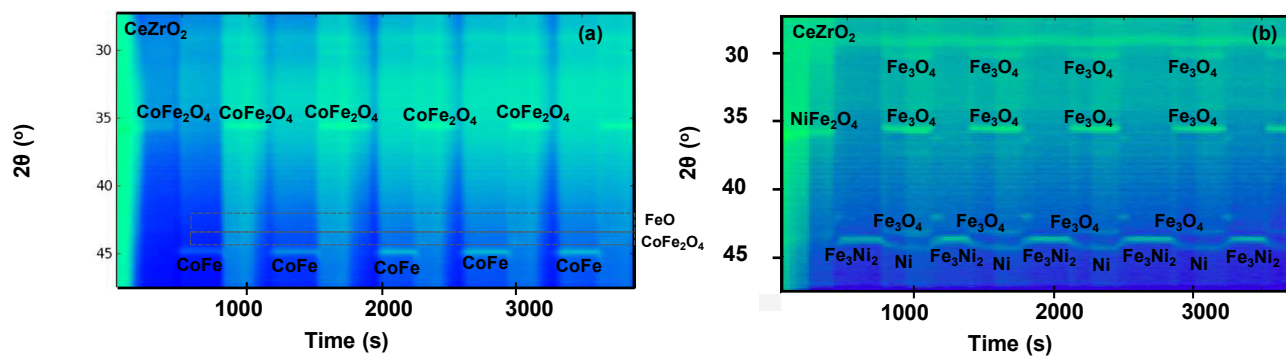 CeZrO₂
(a)
30
CoFe₂O₄ CoFe₂O₄ CoFe₂O₄ CoFe₂O₄ CoFe₂O₄
35
2θ (º)
40
FeO
CoFe₂O₄
45
CoFe CoFe CoFe CoFe CoFe
1000 2000 3000
Time (s)
CeZrO₂
(b)
30
Fe₃O₄ Fe₃O₄ Fe₃O₄ Fe₃O₄
35
NiFe₂O₄ Fe₃O₄ Fe₃O₄ Fe₃O₄ Fe₃O₄
2θ (º)
40
Fe₃O₄ Fe₃O₄ Fe₃O₄ Fe₃O₄
45
Fe₃Ni₂ Ni Fe₃Ni₂ Ni Fe₃Ni₂ Ni Fe₃Ni₂ Ni Fe₃Ni₂
1000 2000 3000
Time (s)